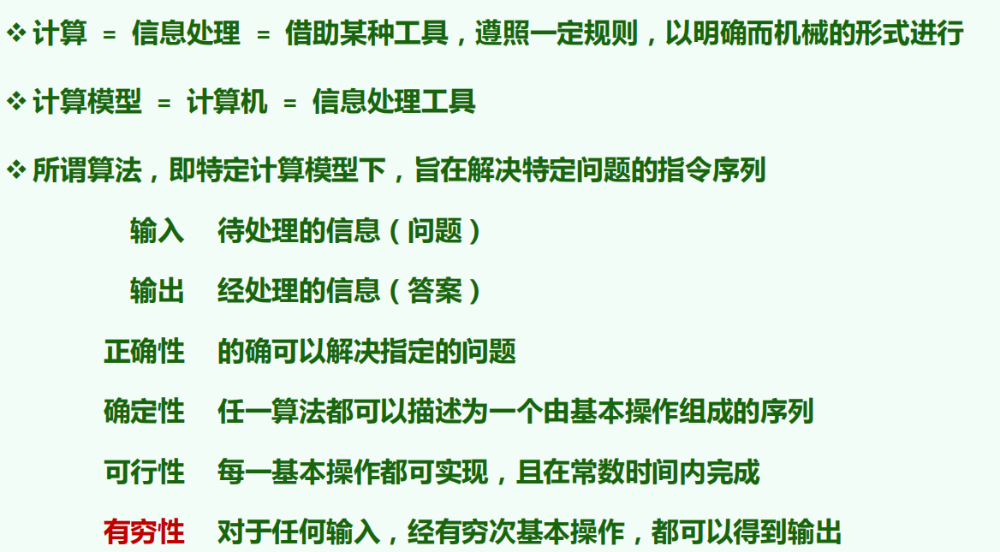 ❖计算 = 信息处理 = 借助某种工具，遵照一定规则，以明确而机械的形式进行
❖计算模型 = 计算机 = 信息处理工具
❖所谓算法，即特定计算模型下，旨在解决特定问题的指令序列
输入 待处理的信息（问题）
输出 经处理的信息（答案）
正确性 的确可以解决指定的问题
确定性 任一算法都可以描述为一个由基本操作组成的序列
可行性 每一基本操作都可实现，且在常数时间内完成
有穷性 对于任何输入，经有穷次基本操作，都可以得到输出